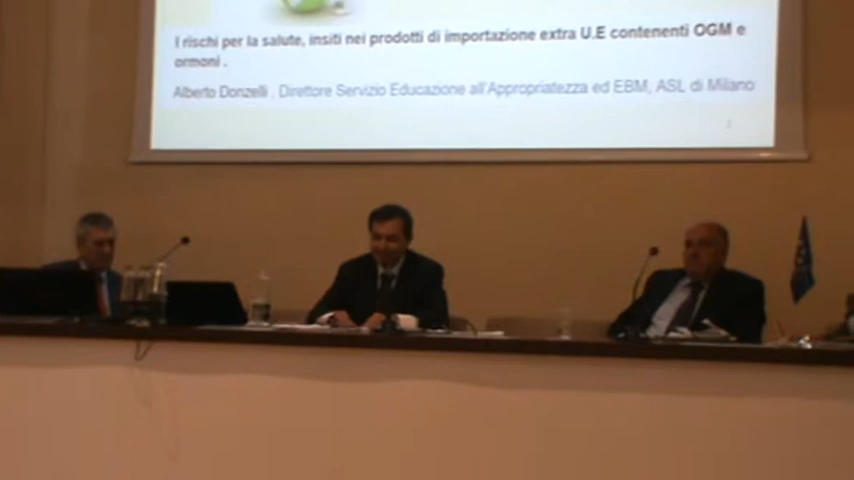 I rischi per la salute, insiti nei prodotti di importazione extra U.E contenenti OGM e
ormoni .
Alberto Donzelli , Direttore Servizio Educazione all'Appropriatezza ed EBM, ASL di Milano